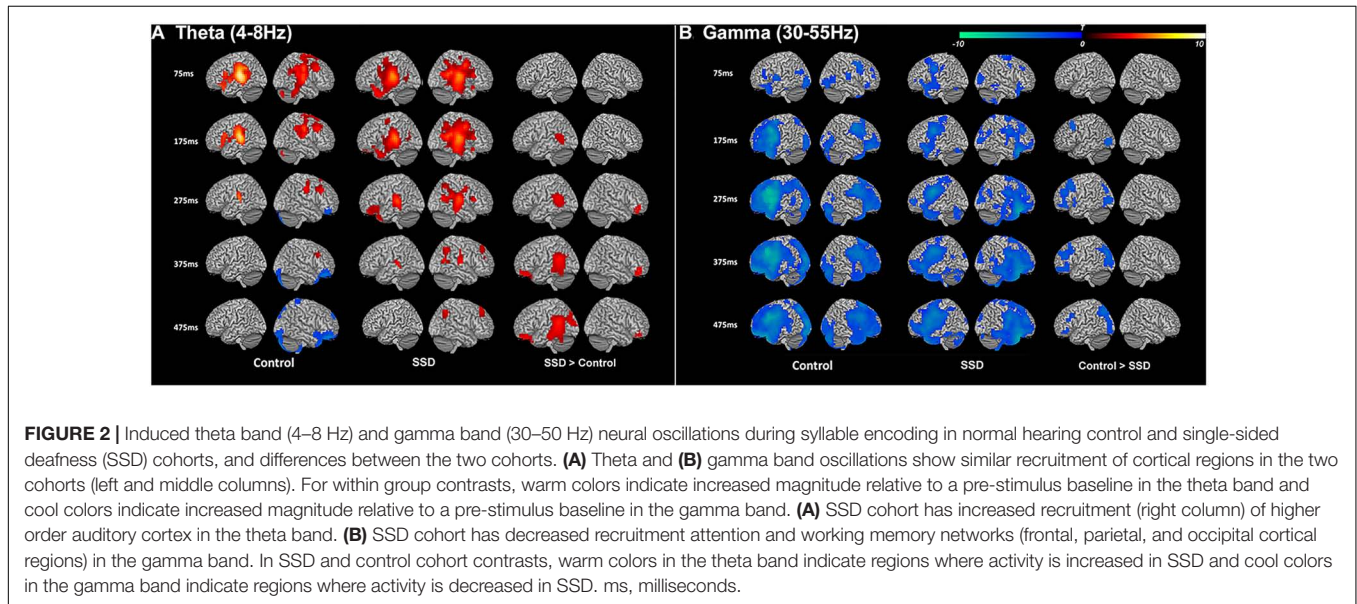 A Theta (4-8Hz)
B Gamma (30-55Hz)
T
-10 0 10
75ms
75ms
175ms
175ms
275ms
275ms
375ms
375ms
475ms
475ms
Control SSD SSD > Control
Control SSD Control > SSD
FIGURE 2 | Induced theta band (4–8 Hz) and gamma band (30–50 Hz) neural oscillations during syllable encoding in normal hearing control and single-sided
deafness (SSD) cohorts, and differences between the two cohorts. (A) Theta and (B) gamma band oscillations show similar recruitment of cortical regions in the two
cohorts (left and middle columns). For within group contrasts, warm colors indicate increased magnitude relative to a pre-stimulus baseline in the theta band and
cool colors indicate increased magnitude relative to a pre-stimulus baseline in the gamma band. (A) SSD cohort has increased recruitment (right column) of higher
order auditory cortex in the theta band. (B) SSD cohort has decreased recruitment attention and working memory networks (frontal, parietal, and occipital cortical
regions) in the gamma band. In SSD and control cohort contrasts, warm colors in the theta band indicate regions where activity is increased in SSD and cool colors
in the gamma band indicate regions where activity is decreased in SSD. ms, milliseconds.